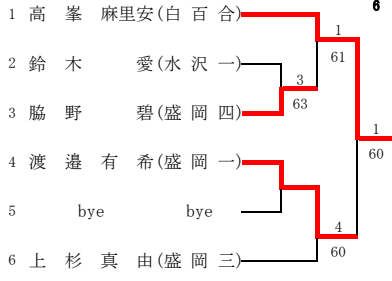 6
1 高峯 麻里安(白百合)
1
61
2 鈴木 愛(水沢一)
3
63
3 脇野 碧(盛岡四)
1
60
4 渡邉有希(盛岡一)
5 bye bye
4
60
6 上杉真由(盛岡三)